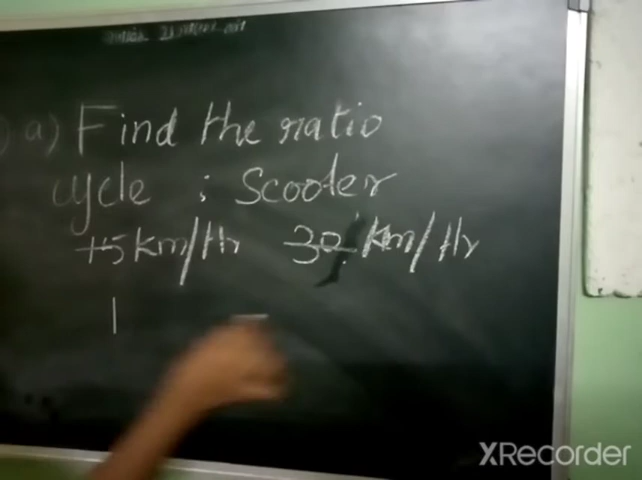 a) Find the ratio
cycle : Scooter
15 km/Hr 30 km/Hr
1
XRecorder